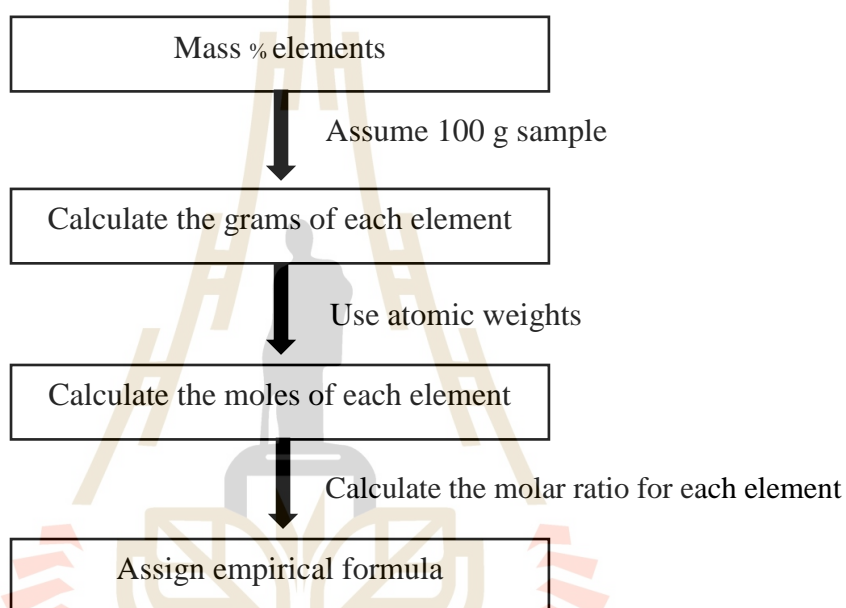 Mass % elements
Assume 100 g sample
Calculate the grams of each element
Use atomic weights
Calculate the moles of each element
Calculate the molar ratio for each element
Assign empirical formula